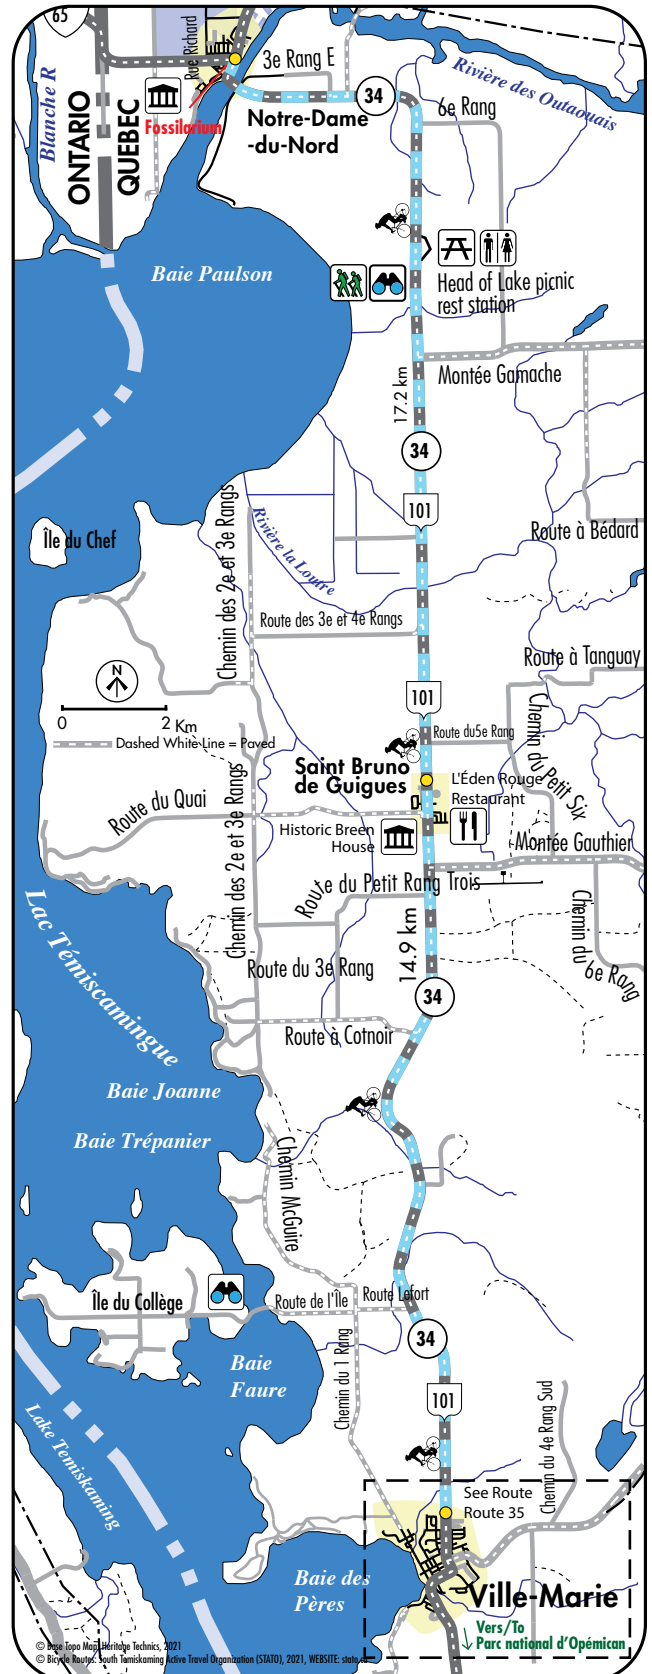 65
Rue Richard
3e Rang E
Rivière des Outaouais
Blanche R
ONTARIO
QUEBEC
Fossilarium
34
Notre-Dame
-du-Nord
6e Rang
Baie Paulson
Head of Lake picnic
rest station
Montée Gamache
17.2 km
34
101
Île du Chef
Chemin des 2e et 3e Rangs
Rivière la Loutre
Route à Bédard
Route des 3e et 4e Rangs
Route à Tanguay
N
0 2 Km
Dashed White Line = Paved
101
Route du5e Rang
Chemin du Petit Six
Saint Bruno
de Guigues
L'Éden Rouge
Restaurant
Route du Quai
Historic Breen
House
Montée Gauthier
Chemin des 2e et 3e Rangs
Route du Petit Rang Trois
Chemin du 6e Rang
Lac Témiscamingue
14.9 km
Route du 3e Rang
34
Route à Cotnoir
Baie Joanne
Baie Trépanier
Chemin McGuire
Île du Collège
Route de l'Île
Route Lefort
34
Baie
Faure
Chemin du 1 Rang
101
Chemin du 4e Rang Sud
Lake Temiskaming
See Route
Route 35
Baie des
Pères
Ville-Marie
Vers/To
Parc national d'Opémican
© Base Topo Map: Heritage Technics, 2021
© Bicycle Routes: South Temiskaming Active Travel Organization (STATO), 2021, WEBSITE: